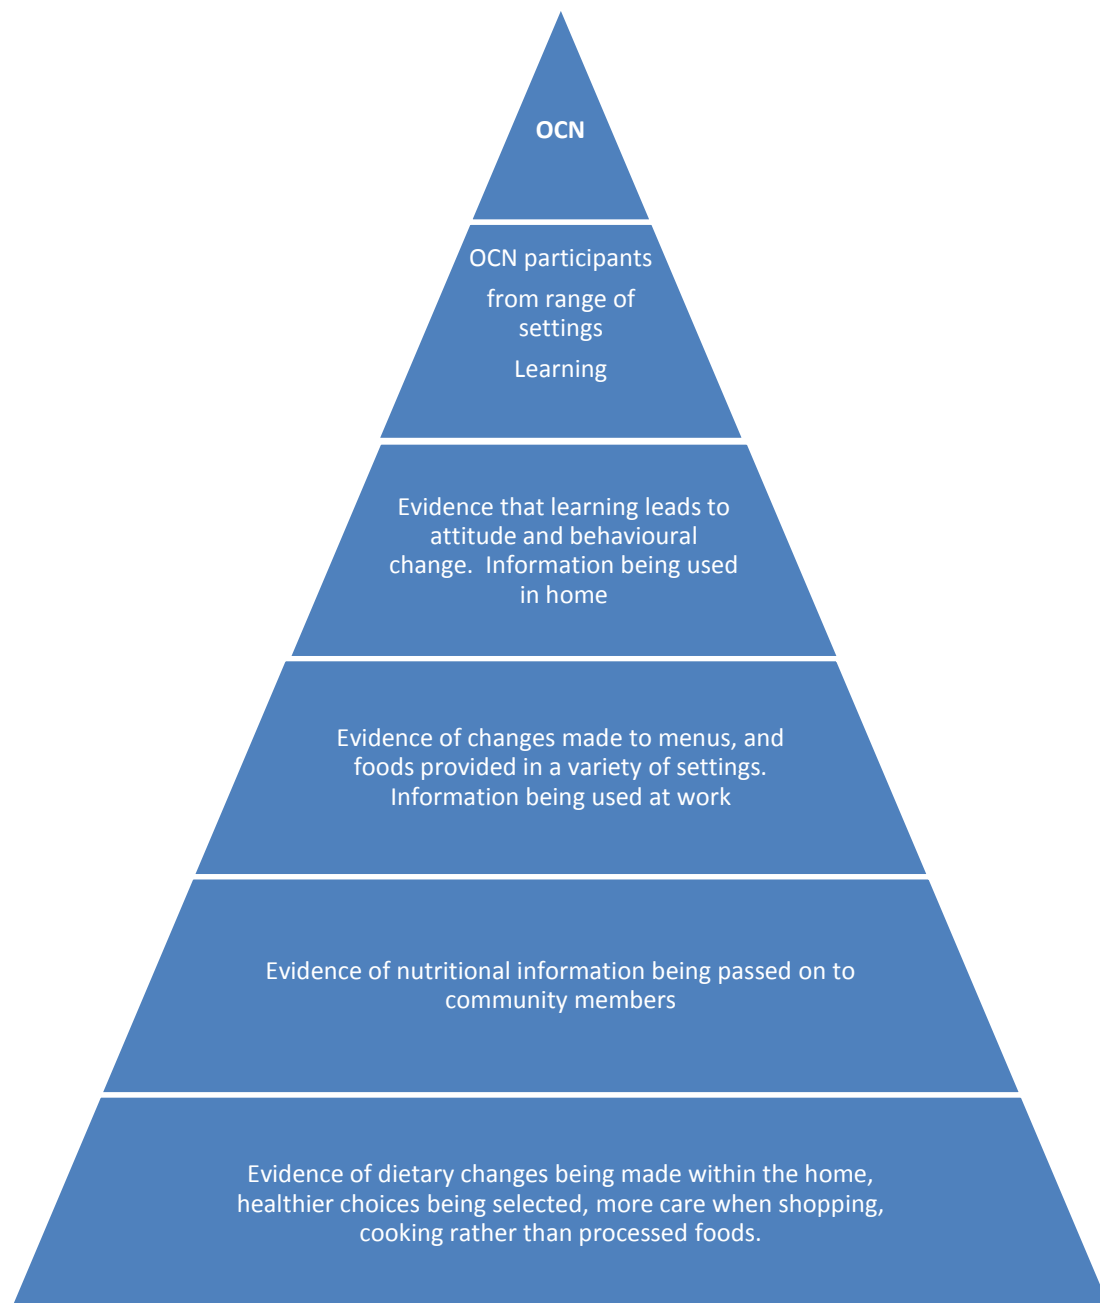 OCN
OCN participants
from range of
settings
Learning
Evidence that learning leads to
attitude and behavioural
change.  Information being used
in home
Evidence of changes made to menus, and
foods provided in a variety of settings.
Information being used at work
Evidence of nutritional information being passed on to
community members
Evidence of dietary changes being made within the home,
healthier choices being selected, more care when shopping,
cooking rather than processed foods.